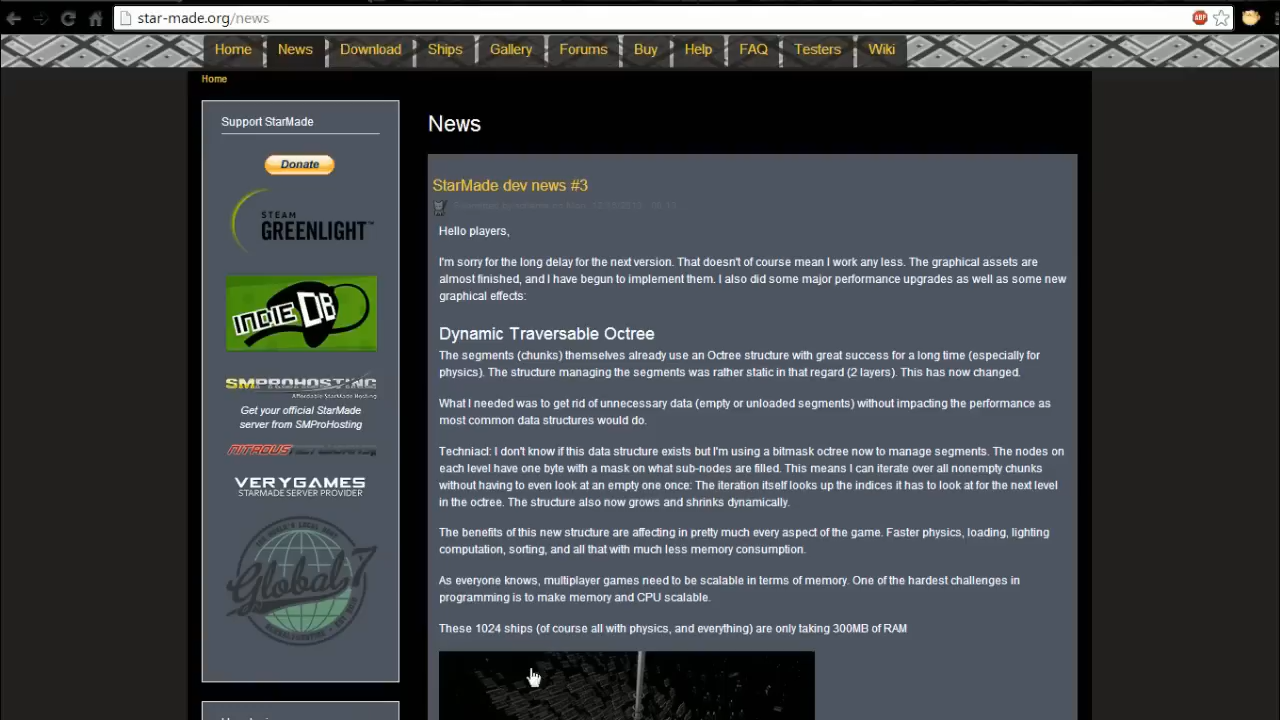 star-made.org/news
ABP
Home
News
Download
Ships
Gallery
Forums
Buy
Help
FAQ
Testers
Wiki
Home
Support StarMade
Donate
STEAM
GREENLIGHT™
INDIE DB
SMPROHOSTING
Affordable StarMade Hosting
Get your official StarMade
server from SMProHosting
NITROUS
VERYGAMES
STARMADE SERVER PROVIDER
Global7
News
StarMade dev news #3
Hello players,
I'm sorry for the long delay for the next version. That doesn't of course mean I work any less. The graphical assets are
almost finished, and I have begun to implement them. I also did some major performance upgrades as well as some new
graphical effects:
Dynamic Traversable Octree
The segments (chunks) themselves already use an Octree structure with great success for a long time (especially for
physics). The structure managing the segments was rather static in that regard (2 layers). This has now changed.
What I needed was to get rid of unnecessary data (empty or unloaded segments) without impacting the performance as
most common data structures would do.
Techniacl: I don't know if this data structure exists but I'm using a bitmask octree now to manage segments. The nodes on
each level have one byte with a mask on what sub-nodes are filled. This means I can iterate over all nonempty chunks
without having to even look at an empty one once: The iteration itself looks up the indices it has to look at for the next level
in the octree. The structure also now grows and shrinks dynamically.
The benefits of this new structure are affecting in pretty much every aspect of the game. Faster physics, loading, lighting
computation, sorting, and all that with much less memory consumption.
As everyone knows, multiplayer games need to be scalable in terms of memory. One of the hardest challenges in
programming is to make memory and CPU scalable.
These 1024 ships (of course all with physics, and everything) are only taking 300MB of RAM